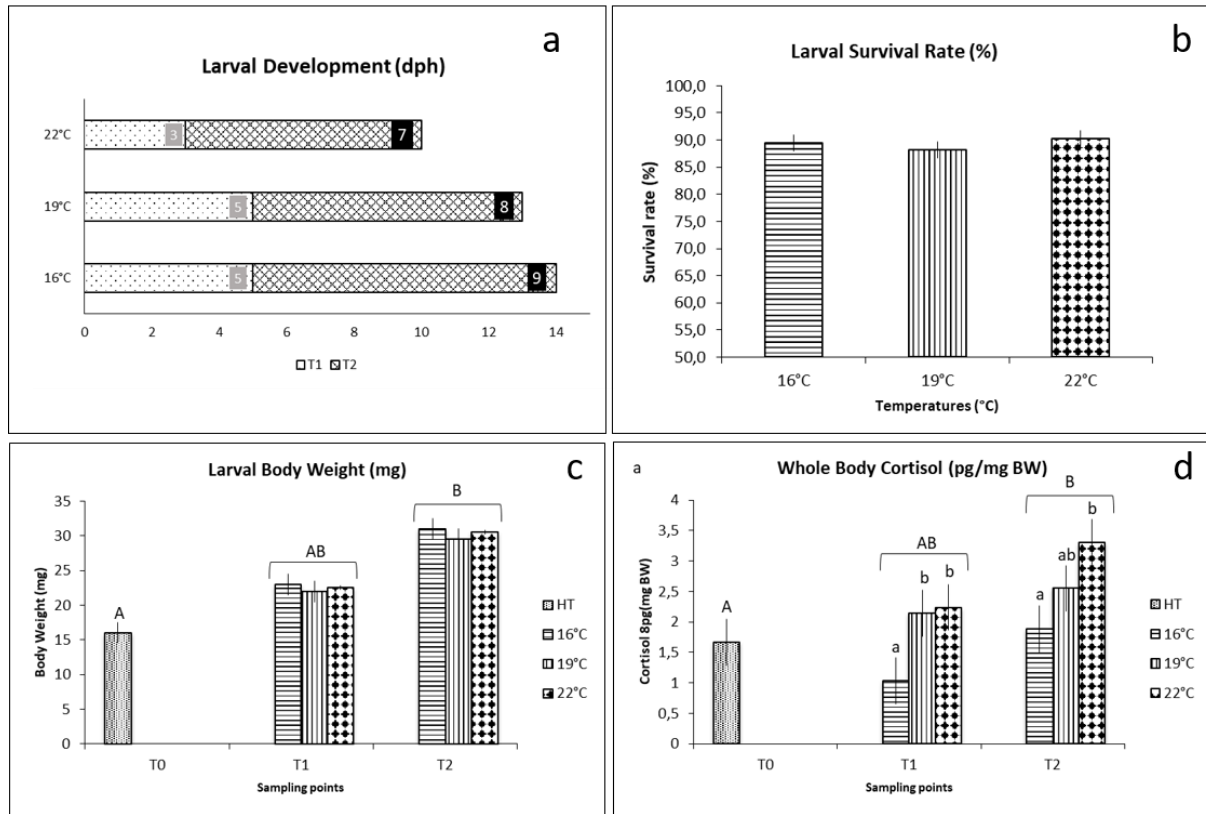 a
Larval Development (dph)
22°C
3
7
19°C
5
8
16°C
5
9
0 2 4 6 8 10 12 14
T1 T2
b
Larval Survival Rate (%)
100,0
95,0
90,0
85,0
80,0
75,0
70,0
65,0
60,0
55,0
50,0
Survival rate (%)
16°C 19°C 22°C
Temperatures (°C)
c
Larval Body Weight (mg)
35
30
25
20
15
10
5
0
Body Weight (mg)
A
AB
B
T0 T1 T2
Sampling points
HT
16°C
19°C
22°C
a
d
Whole Body Cortisol (pg/mg BW)
4
3,5
3
2,5
2
1,5
1
0,5
0
Cortisol 8pg(mg BW)
A
AB
a b b
B
a ab b
T0 T1 T2
Sampling points
HT
16°C
19°C
22°C